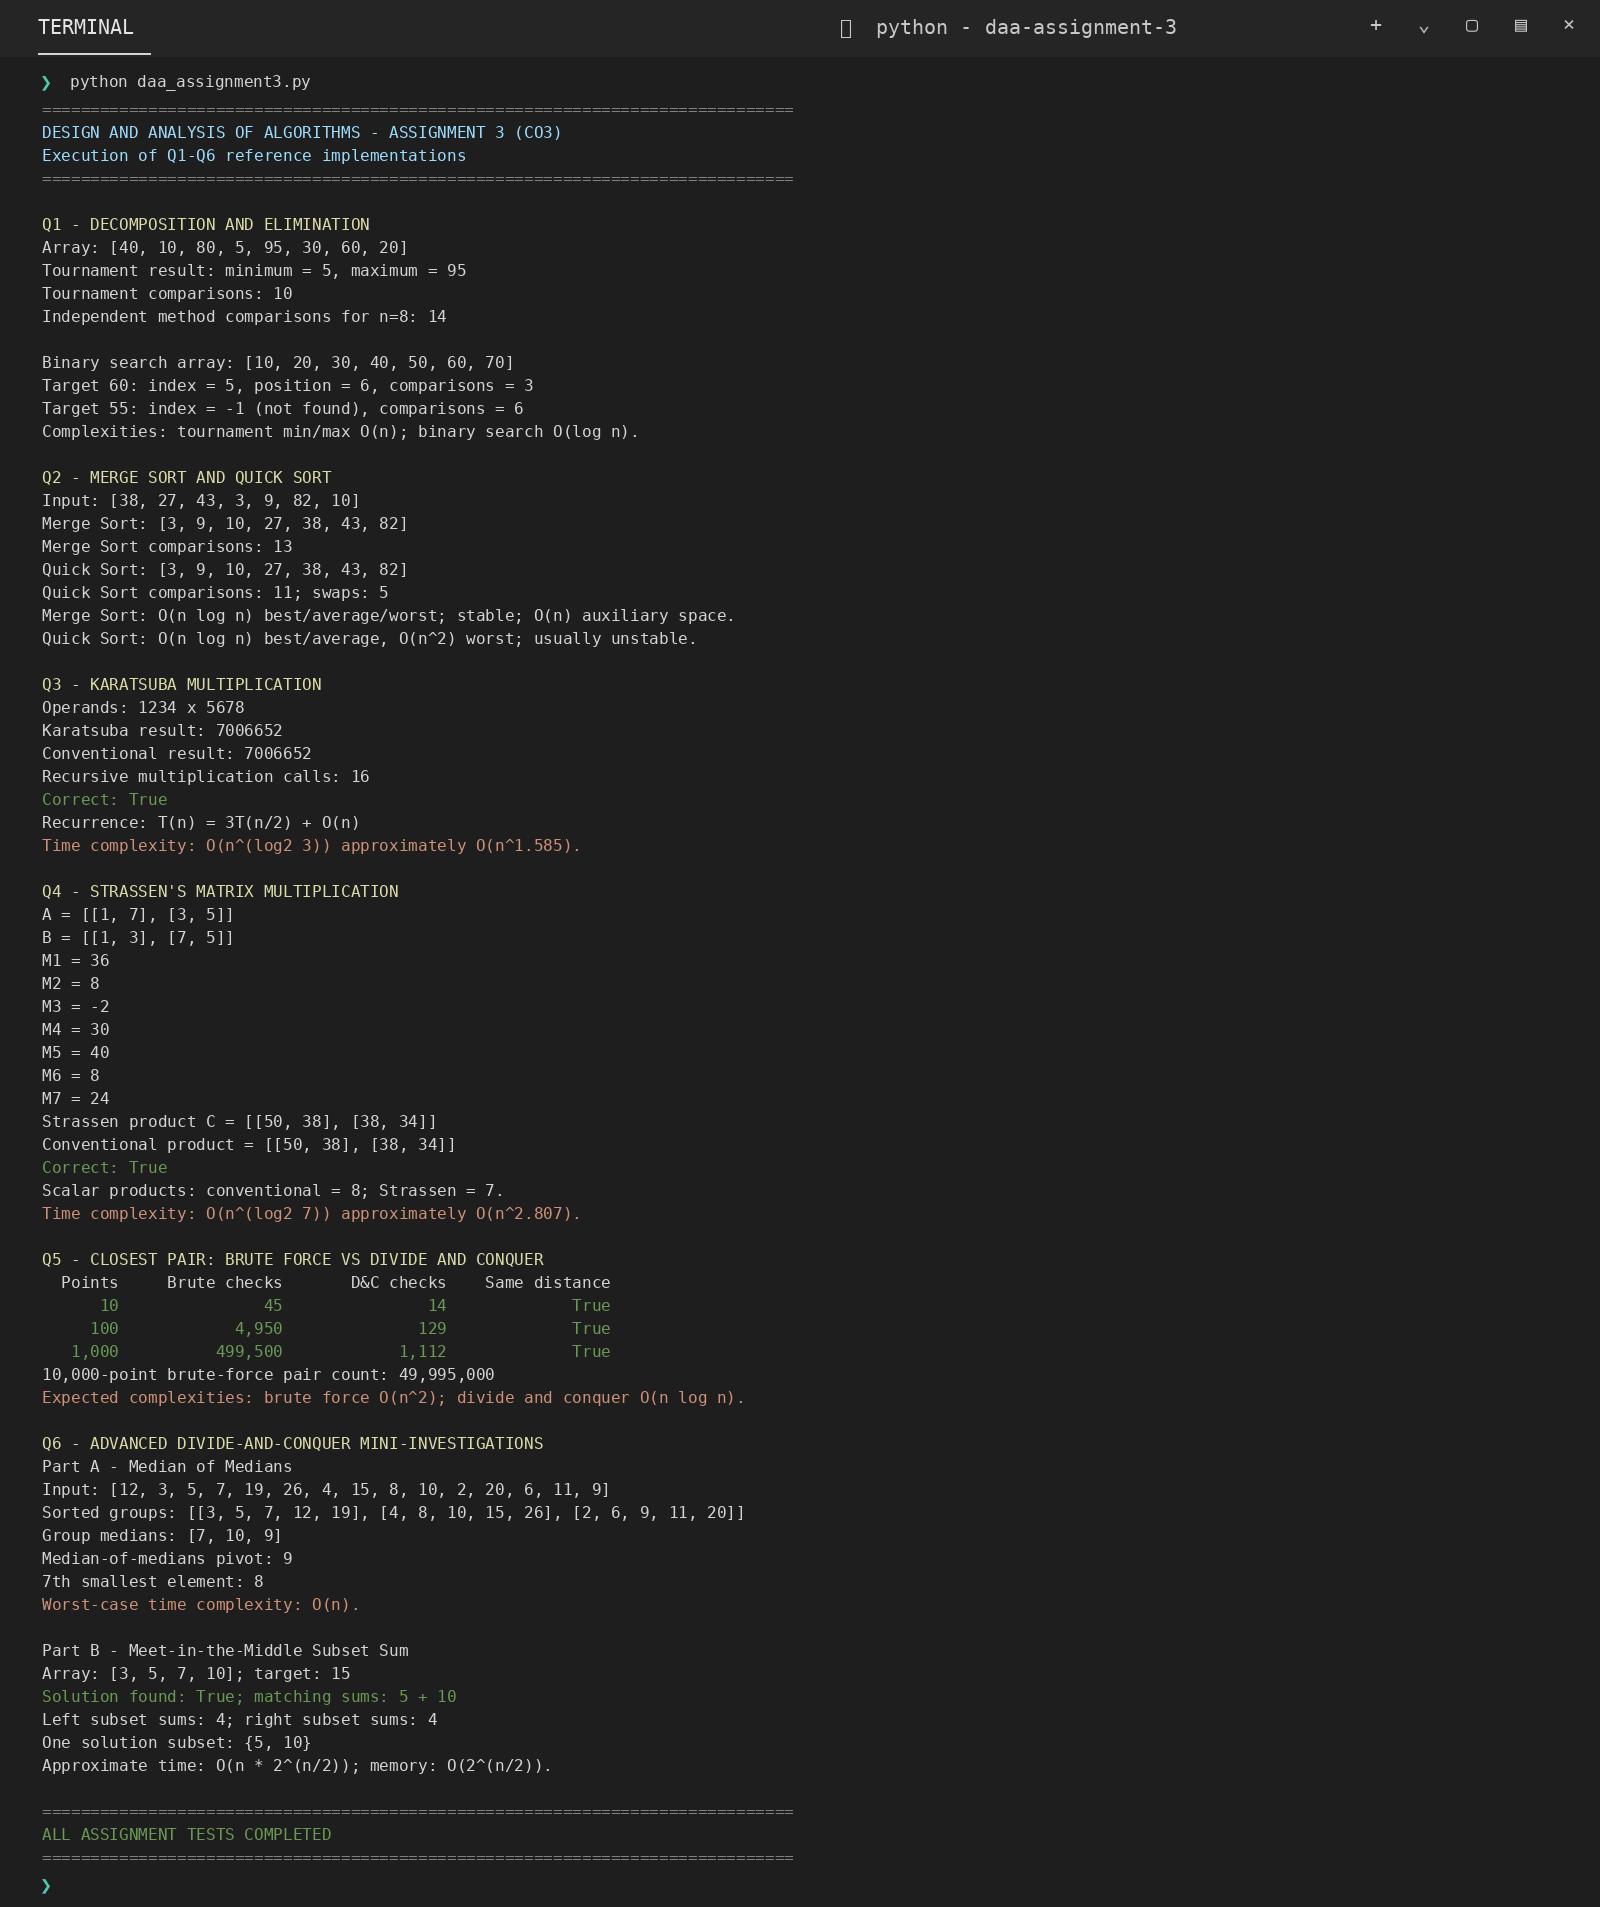 TERMINAL
python - daa-assignment-3
+ ⌄ ▢ ▤ ×
❯ python daa_assignment3.py
==============================================================================
DESIGN AND ANALYSIS OF ALGORITHMS - ASSIGNMENT 3 (CO3)
Execution of Q1-Q6 reference implementations
==============================================================================
Q1 - DECOMPOSITION AND ELIMINATION
Array: [40, 10, 80, 5, 95, 30, 60, 20]
Tournament result: minimum = 5, maximum = 95
Tournament comparisons: 10
Independent method comparisons for n=8: 14
Binary search array: [10, 20, 30, 40, 50, 60, 70]
Target 60: index = 5, position = 6, comparisons = 3
Target 55: index = -1 (not found), comparisons = 6
Complexities: tournament min/max O(n); binary search O(log n).
Q2 - MERGE SORT AND QUICK SORT
Input: [38, 27, 43, 3, 9, 82, 10]
Merge Sort: [3, 9, 10, 27, 38, 43, 82]
Merge Sort comparisons: 13
Quick Sort: [3, 9, 10, 27, 38, 43, 82]
Quick Sort comparisons: 11; swaps: 5
Merge Sort: O(n log n) best/average/worst; stable; O(n) auxiliary space.
Quick Sort: O(n log n) best/average, O(n^2) worst; usually unstable.
Q3 - KARATSUBA MULTIPLICATION
Operands: 1234 x 5678
Karatsuba result: 7006652
Conventional result: 7006652
Recursive multiplication calls: 16
Correct: True
Recurrence: T(n) = 3T(n/2) + O(n)
Time complexity: O(n^(log2 3)) approximately O(n^1.585).
Q4 - STRASSEN'S MATRIX MULTIPLICATION
A = [[1, 7], [3, 5]]
B = [[1, 3], [7, 5]]
M1 = 36
M2 = 8
M3 = -2
M4 = 30
M5 = 40
M6 = 8
M7 = 24
Strassen product C = [[50, 38], [38, 34]]
Conventional product = [[50, 38], [38, 34]]
Correct: True
Scalar products: conventional = 8; Strassen = 7.
Time complexity: O(n^(log2 7)) approximately O(n^2.807).
Q5 - CLOSEST PAIR: BRUTE FORCE VS DIVIDE AND CONQUER
Points Brute checks D&C checks Same distance
10 45 14 True
100 4,950 129 True
1,000 499,500 1,112 True
10,000-point brute-force pair count: 49,995,000
Expected complexities: brute force O(n^2); divide and conquer O(n log n).
Q6 - ADVANCED DIVIDE-AND-CONQUER MINI-INVESTIGATIONS
Part A - Median of Medians
Input: [12, 3, 5, 7, 19, 26, 4, 15, 8, 10, 2, 20, 6, 11, 9]
Sorted groups: [[3, 5, 7, 12, 19], [4, 8, 10, 15, 26], [2, 6, 9, 11, 20]]
Group medians: [7, 10, 9]
Median-of-medians pivot: 9
7th smallest element: 8
Worst-case time complexity: O(n).
Part B - Meet-in-the-Middle Subset Sum
Array: [3, 5, 7, 10]; target: 15
Solution found: True; matching sums: 5 + 10
Left subset sums: 4; right subset sums: 4
One solution subset: {5, 10}
Approximate time: O(n * 2^(n/2)); memory: O(2^(n/2)).
==============================================================================
ALL ASSIGNMENT TESTS COMPLETED
==============================================================================
❯